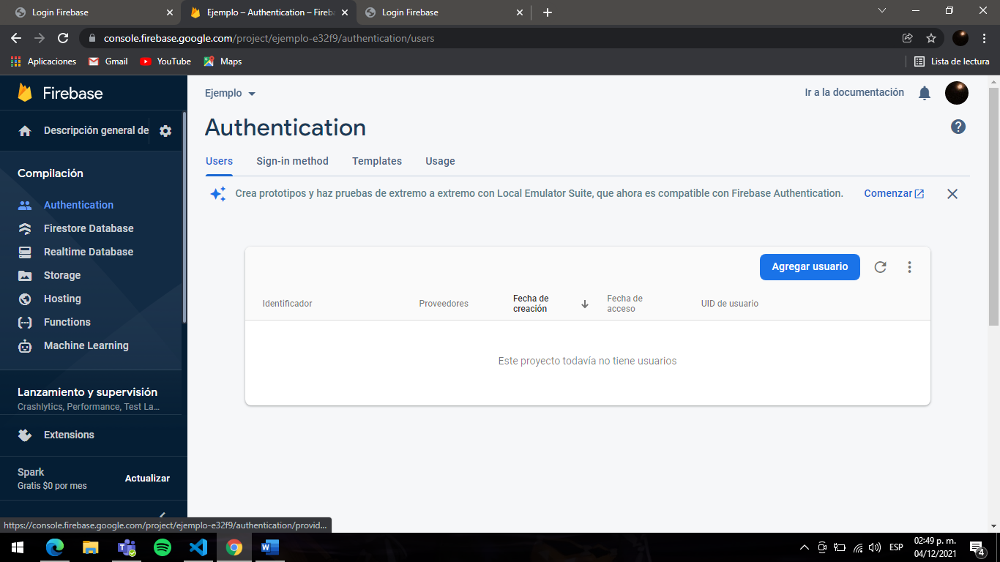 Login Firebase
Ejemplo – Authentication – Fireb
Login Firebase
console.firebase.google.com/project/ejemplo-e32f9/authentication/users
Aplicaciones
Gmail
YouTube
Maps
Lista de lectura
Firebase
Ejemplo
Ir a la documentación
Descripción general de
Authentication
Users
Sign-in method
Templates
Usage
Crea prototipos y haz pruebas de extremo a extremo con Local Emulator Suite, que ahora es compatible con Firebase Authentication.
Comenzar
Compilación
Authentication
Firestore Database
Realtime Database
Storage
Hosting
Functions
Machine Learning
Lanzamiento y supervisión
Crashlytics, Performance, Test La…
Extensions
Spark
Gratis $0 por mes
Actualizar
Agregar usuario
Identificador
Proveedores
Fecha de
creación
Fecha de
acceso
UID de usuario
Este proyecto todavía no tiene usuarios
https://console.firebase.google.com/project/ejemplo-e32f9/authentication/provid...
ESP
02:49 p. m.
04/12/2021
4